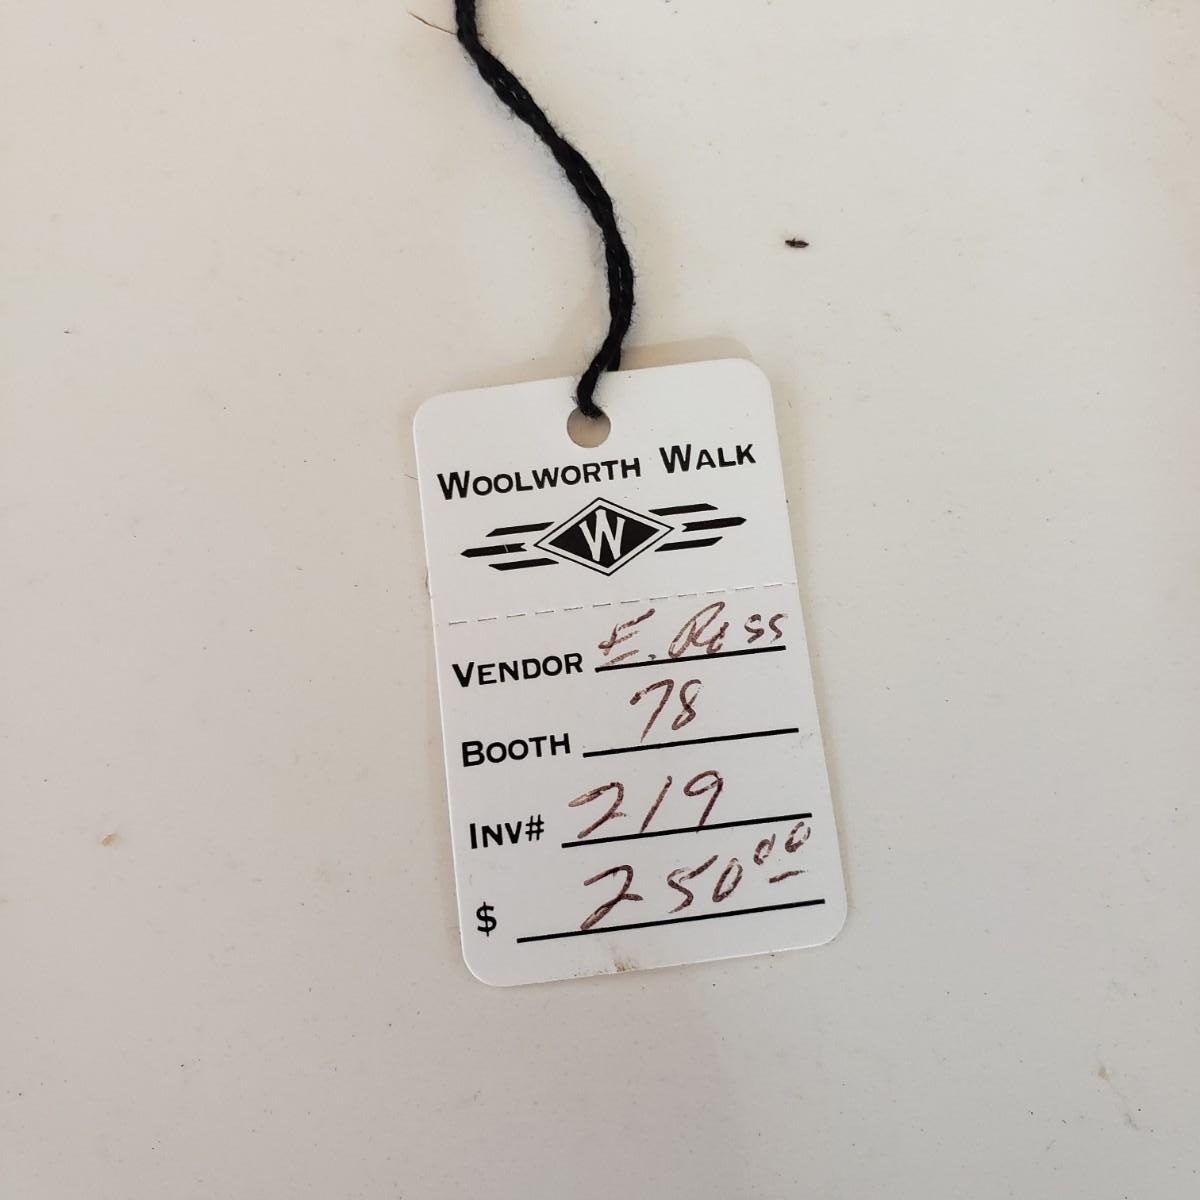 WOOLWORTH WALK
W
VENDOR E. Ross
BOOTH 78
INV# 219
$ 250.00